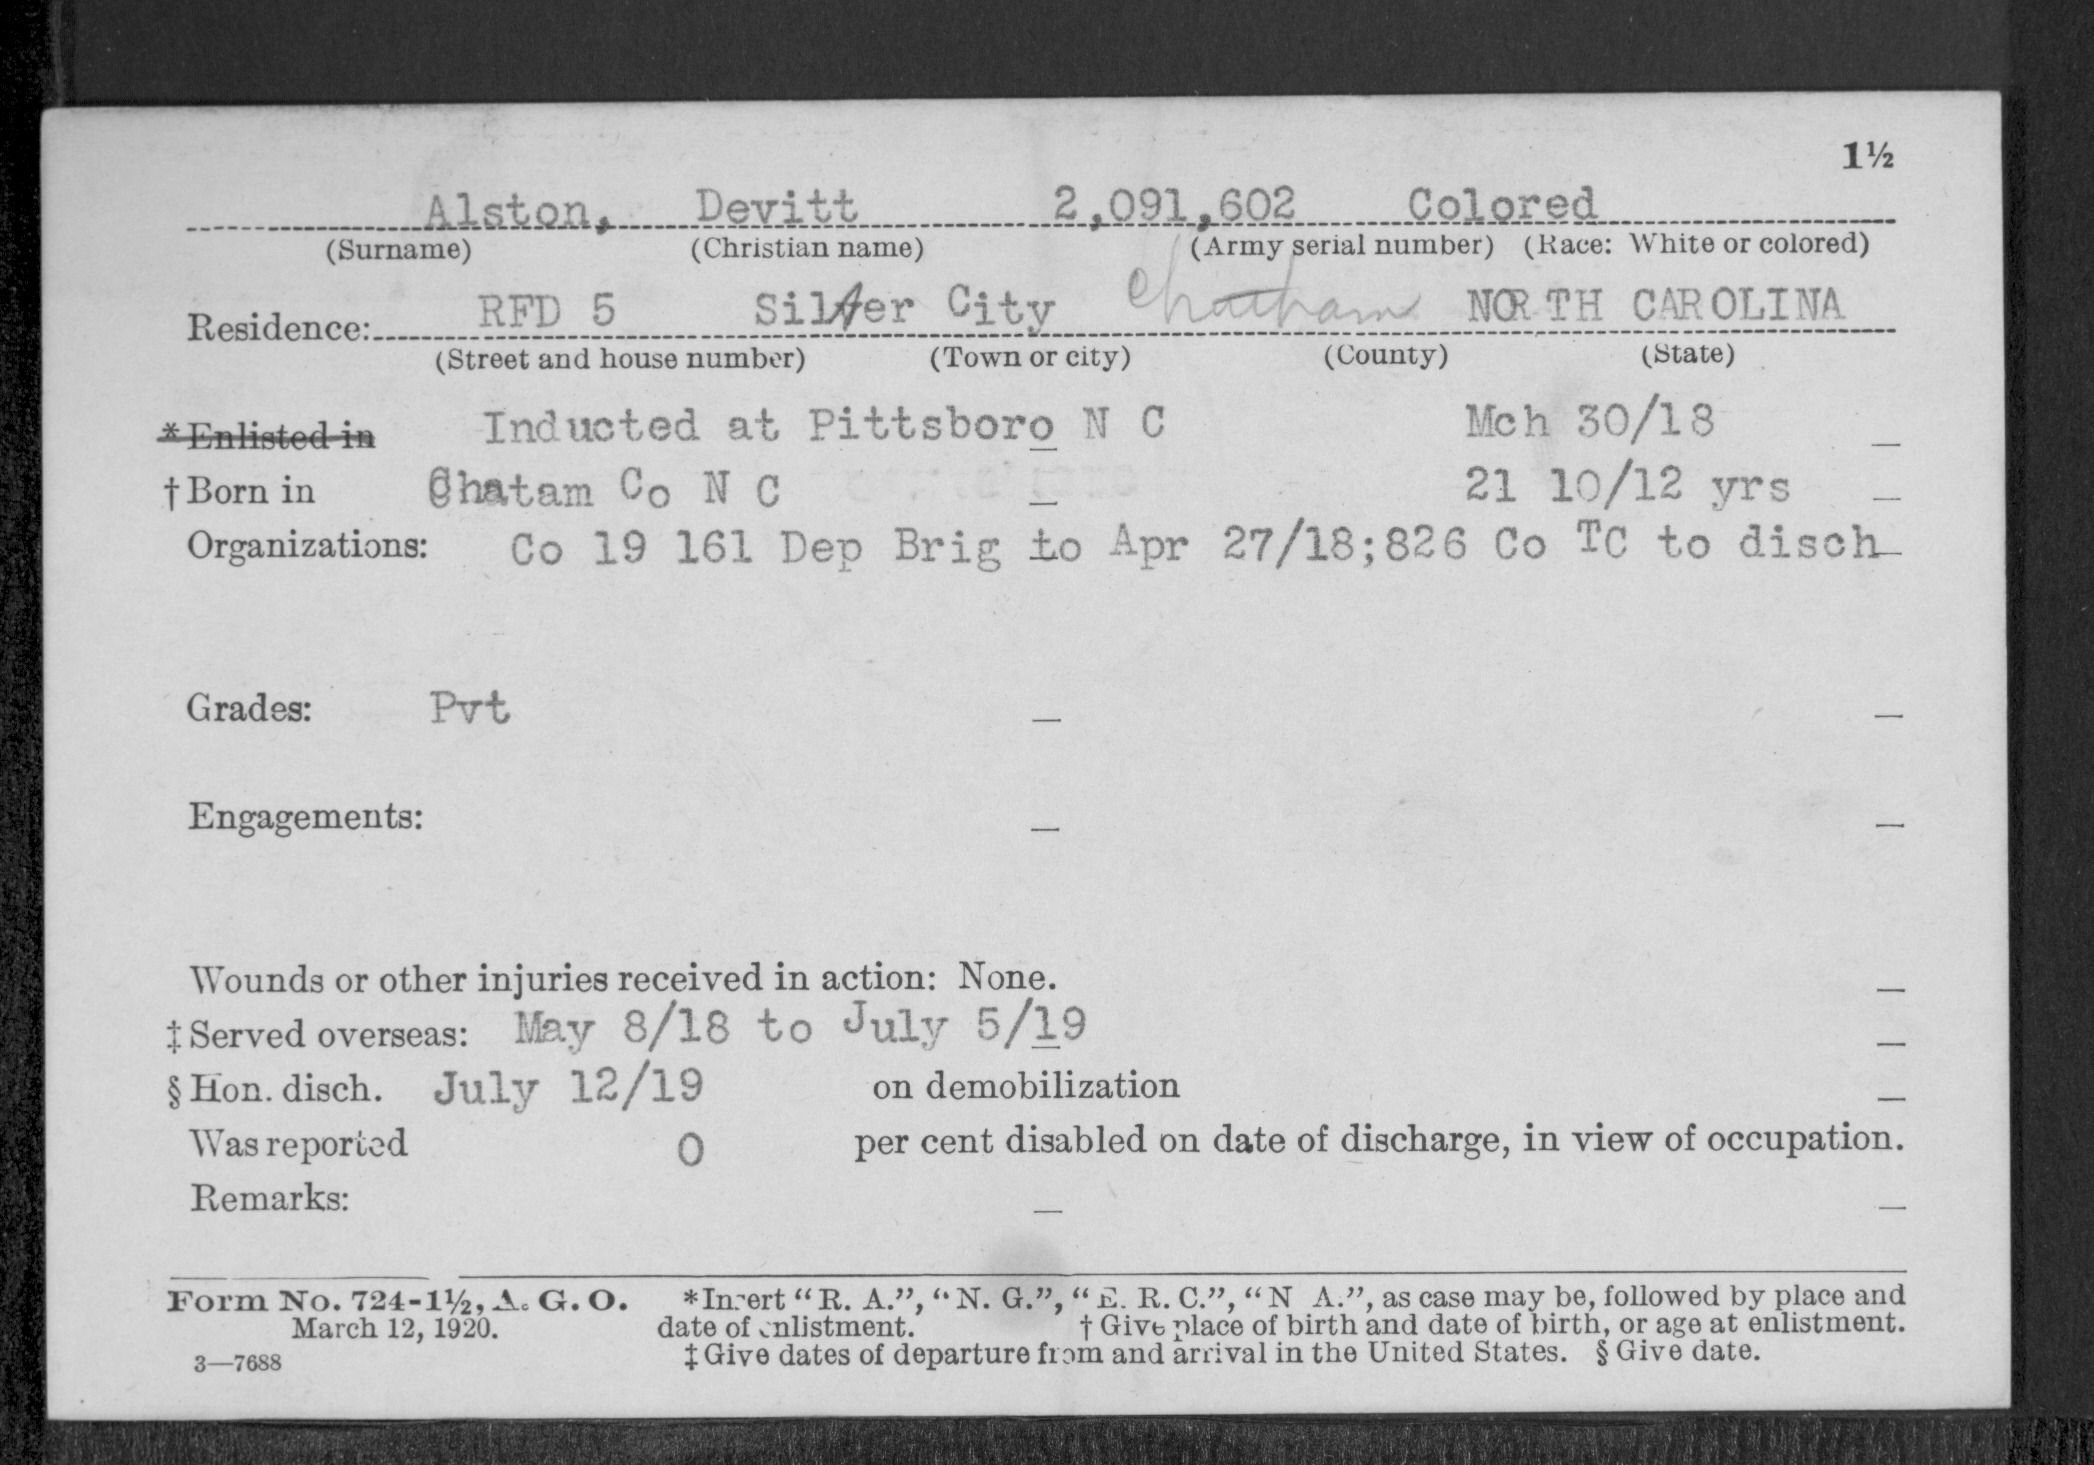 1½
Alston, Devitt 2,091,602 Colored
(Surname) (Christian name) (Army serial number) (Race: White or colored)
Residence: RFD 5 Siler City Chatham NORTH CAROLINA
(Street and house number) (Town or city) (County) (State)
*Enlisted in Inducted at Pittsboro N C Mch 30/18 —
†Born in Chatam Co N C — 21 10/12 yrs —
Organizations: Co 19 161 Dep Brig to Apr 27/18;826 Co TC to disch—
Grades: Pvt — —
Engagements: — —
Wounds or other injuries received in action: None. —
‡Served overseas: May 8/18 to July 5/19 —
§Hon. disch. July 12/19 on demobilization —
Was reported 0 per cent disabled on date of discharge, in view of occupation.
Remarks: — —
Form No. 724-1½, A. G. O. *Insert “R. A.”, “N. G.”, “E. R. C.”, “N A.”, as case may be, followed by place and
March 12, 1920. date of enlistment. †Give place of birth and date of birth, or age at enlistment.
3—7688 ‡Give dates of departure from and arrival in the United States. §Give date.